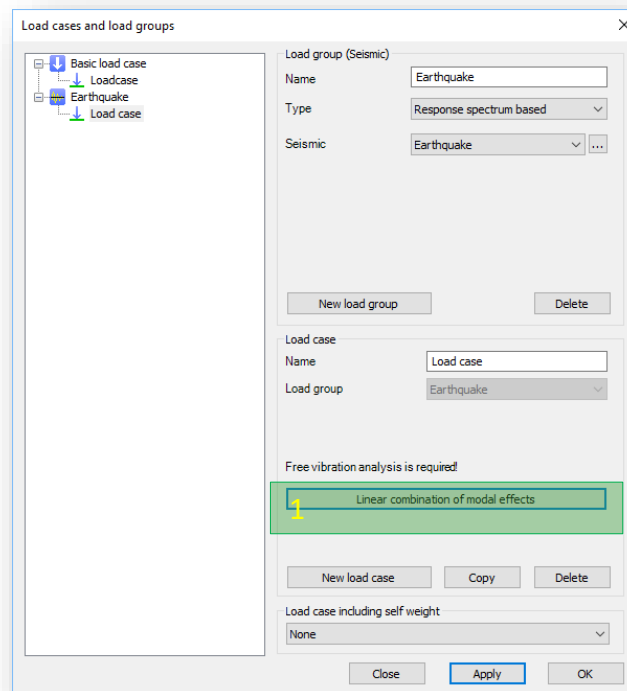 Load cases and load groups
Basic load case
Loadcase
Earthquake
Load case
Load group (Seismic)
Name Earthquake
Type Response spectrum based
Seismic Earthquake ...
New load group Delete
Load case
Name Load case
Load group Earthquake
Free vibration analysis is required!
Linear combination of modal effects
1
New load case Copy Delete
Load case including self weight
None
Close Apply OK